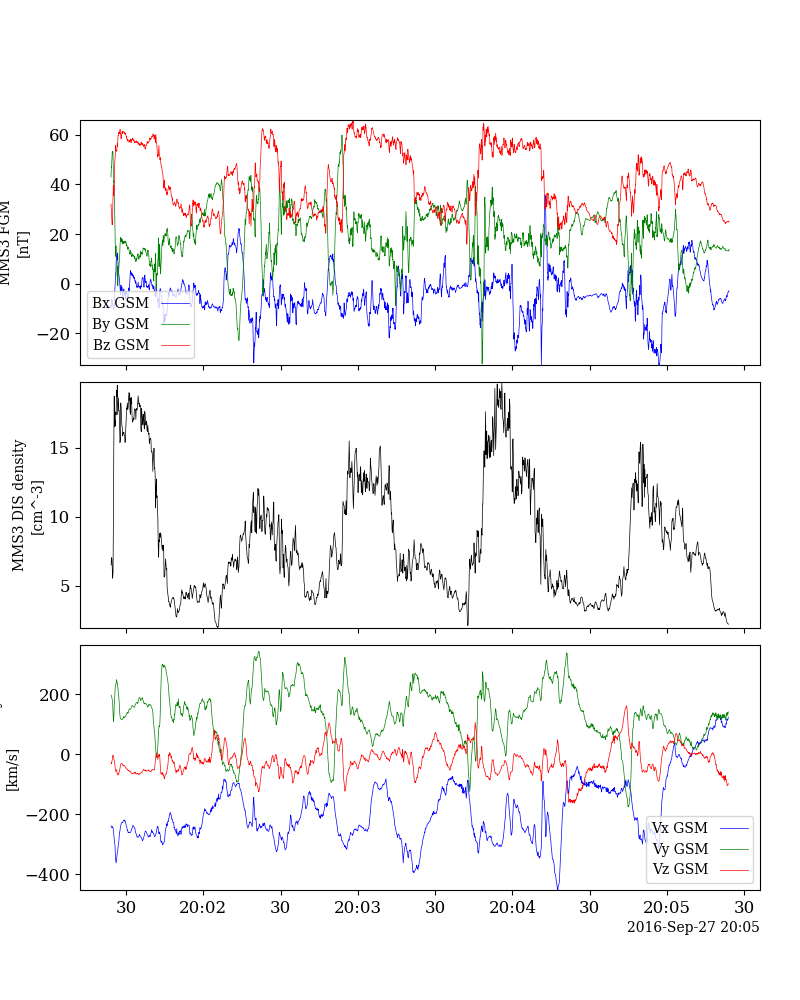 60
40
20
0
−20
MMS3 FGM
[nT]
Bx GSM
By GSM
Bz GSM
15
10
5
MMS3 DIS density
[cm^-3]
200
0
−200
−400
[km/s]
Vx GSM
Vy GSM
Vz GSM
30 20:02 30 20:03 30 20:04 30 20:05 30
2016-Sep-27 20:05